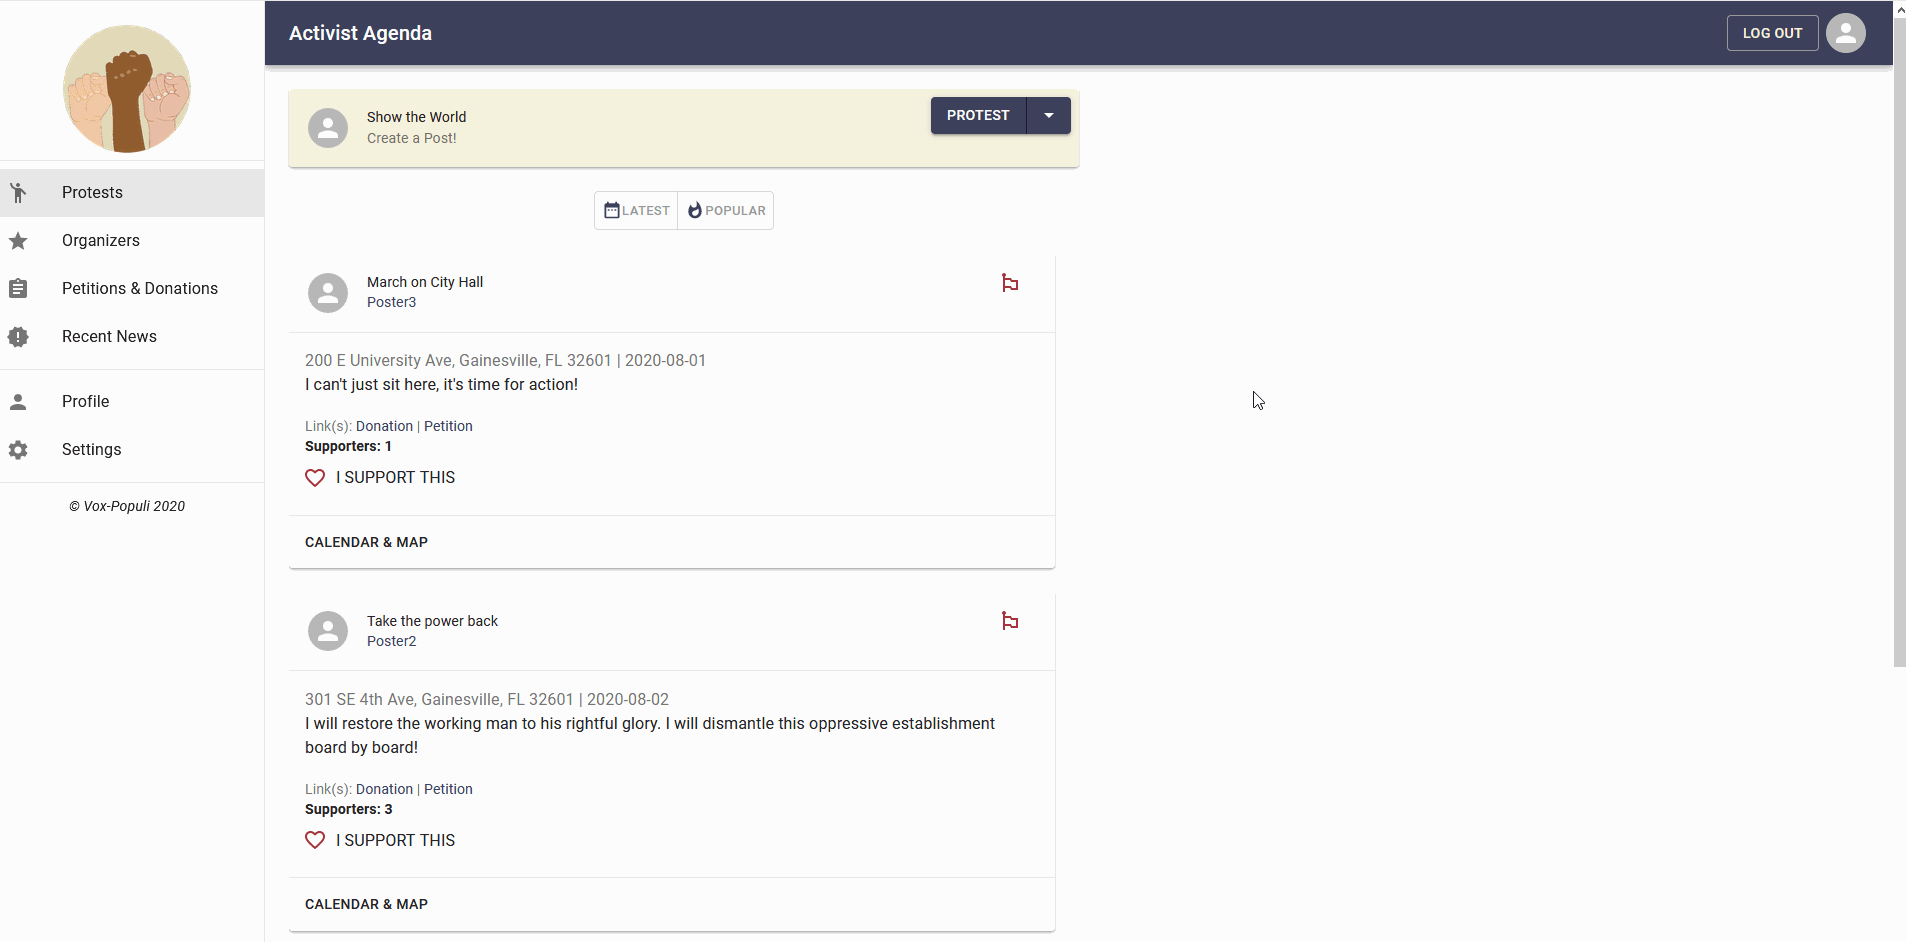 Activist Agenda
LOG OUT
Protests
Organizers
Petitions & Donations
Recent News
Profile
Settings
© Vox-Populi 2020
Show the World
Create a Post!
PROTEST
LATEST
POPULAR
March on City Hall
Poster3
200 E University Ave, Gainesville, FL 32601 | 2020-08-01
I can't just sit here, it's time for action!
Link(s): Donation | Petition
Supporters: 1
I SUPPORT THIS
CALENDAR & MAP
Take the power back
Poster2
301 SE 4th Ave, Gainesville, FL 32601 | 2020-08-02
I will restore the working man to his rightful glory. I will dismantle this oppressive establishment
board by board!
Link(s): Donation | Petition
Supporters: 3
I SUPPORT THIS
CALENDAR & MAP